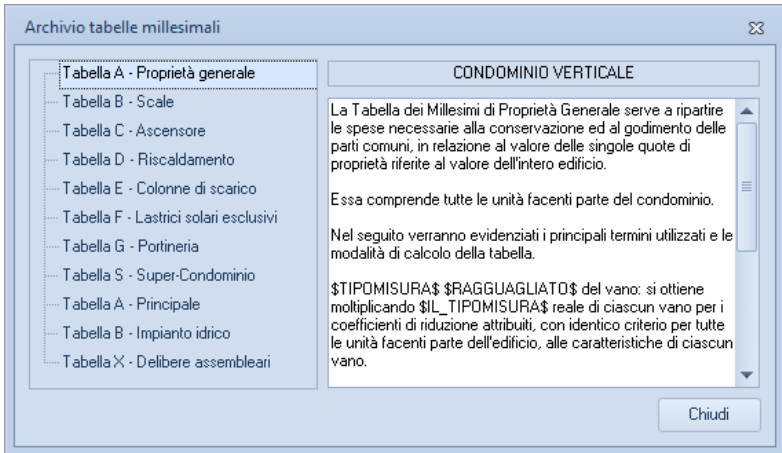 Archivio tabelle millesimali
Tabella A - Proprietà generale
Tabella B - Scale
Tabella C - Ascensore
Tabella D - Riscaldamento
Tabella E - Colonne di scarico
Tabella F - Lastrici solari esclusivi
Tabella G - Portineria
Tabella S - Super-Condominio
Tabella A - Principale
Tabella B - Impianto idrico
Tabella X - Delibere assembleari
CONDOMINIO VERTICALE
La Tabella dei Millesimi di Proprietà Generale serve a ripartire
le spese necessarie alla conservazione ed al godimento delle
parti comuni, in relazione al valore delle singole quote di
proprietà riferite al valore dell'intero edificio.
Essa comprende tutte le unità facenti parte del condominio.
Nel seguito verranno evidenziati i principali termini utilizzati e le
modalità di calcolo della tabella.
$TIPOMISURA$ $RAGGUAGLIATO$ del vano: si ottiene
moltiplicando $IL_TIPOMISURA$ reale di ciascun vano per i
coefficienti di riduzione attribuiti, con identico criterio per tutte
le unità facenti parte dell'edificio, alle caratteristiche di ciascun
vano.
Chiudi